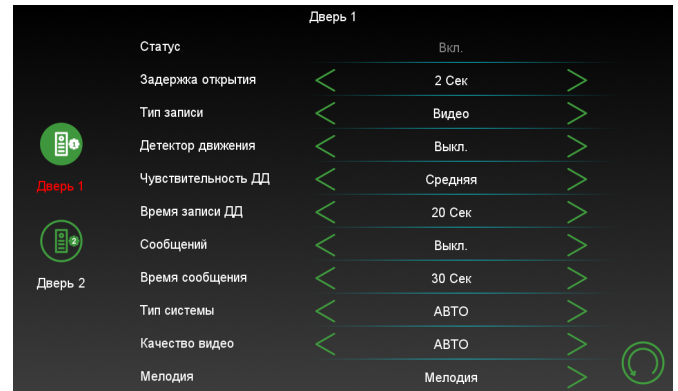 Дверь 1
Статус Вкл.
Задержка открытия 2 Сек
Тип записи Видео
Детектор движения Выкл.
Чувствительность ДД Средняя
Время записи ДД 20 Сек
Сообщений Выкл.
Время сообщения 30 Сек
Тип системы АВТО
Качество видео АВТО
Мелодия Мелодия
1
Дверь 1
2
Дверь 2